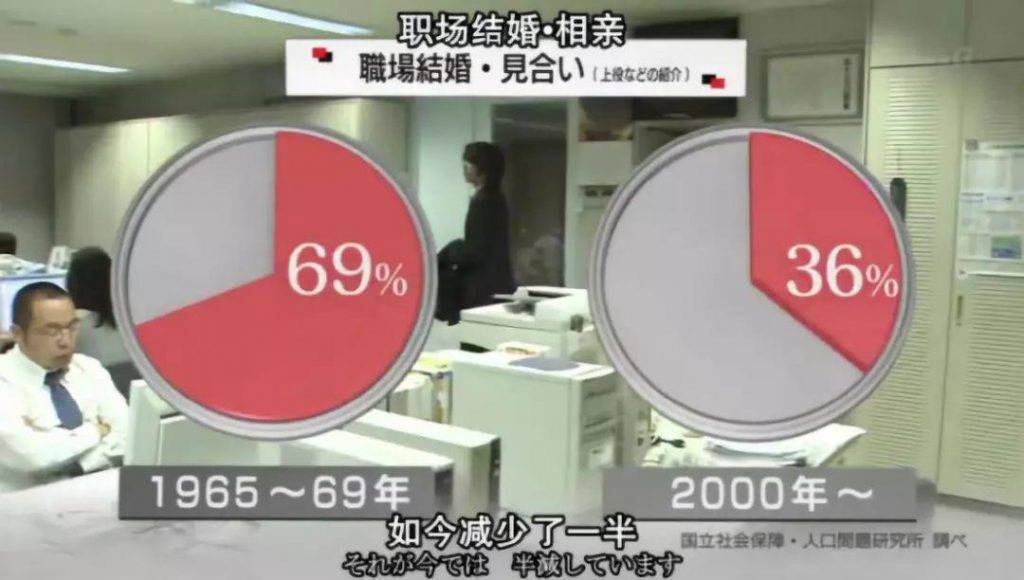 职场结婚·相亲
職場結婚・見合い（上役などの紹介）
69%
36%
1965～69年
2000年～
如今减少了一半
国立社会保障・人口問題研究所 調べ
それが今では 半減しています